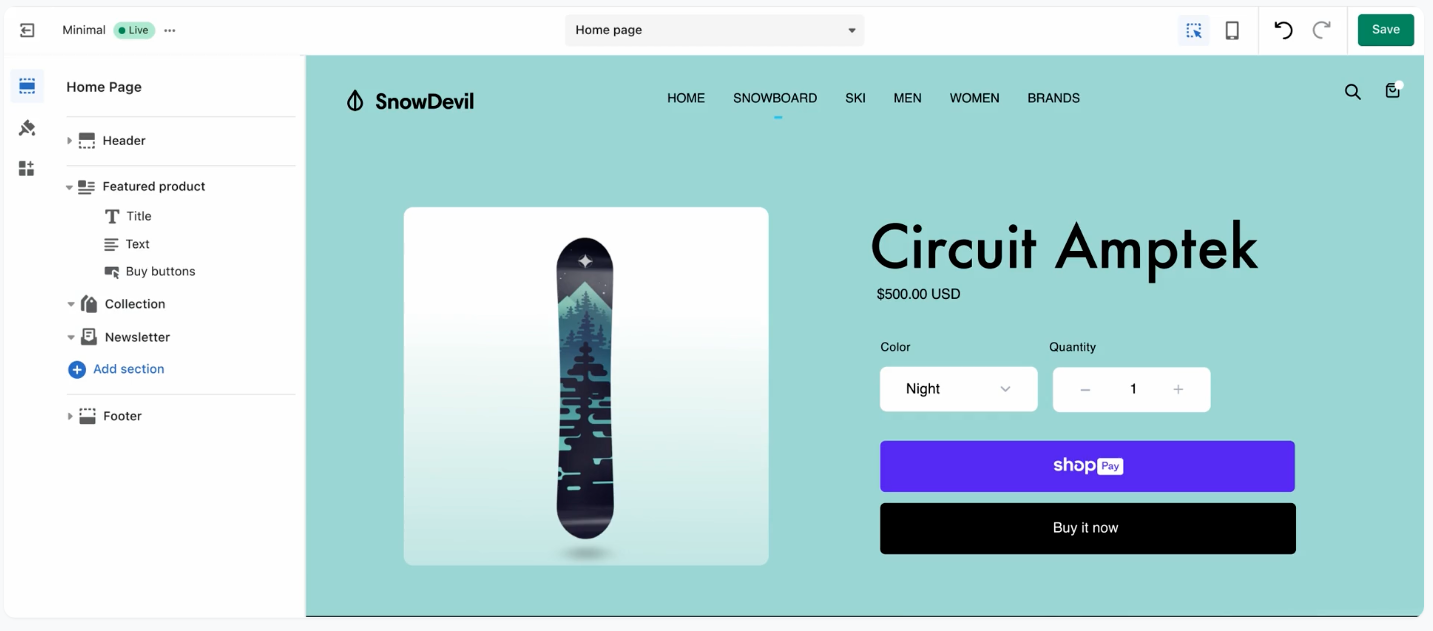 Minimal Live
Home page
Save
Home Page
Header
Featured product
Title
Text
Buy buttons
Collection
Newsletter
Add section
Footer
SnowDevil
HOME SNOWBOARD SKI MEN WOMEN BRANDS
Circuit Amptek
$500.00 USD
Color Quantity
Night 1
shop Pay
Buy it now